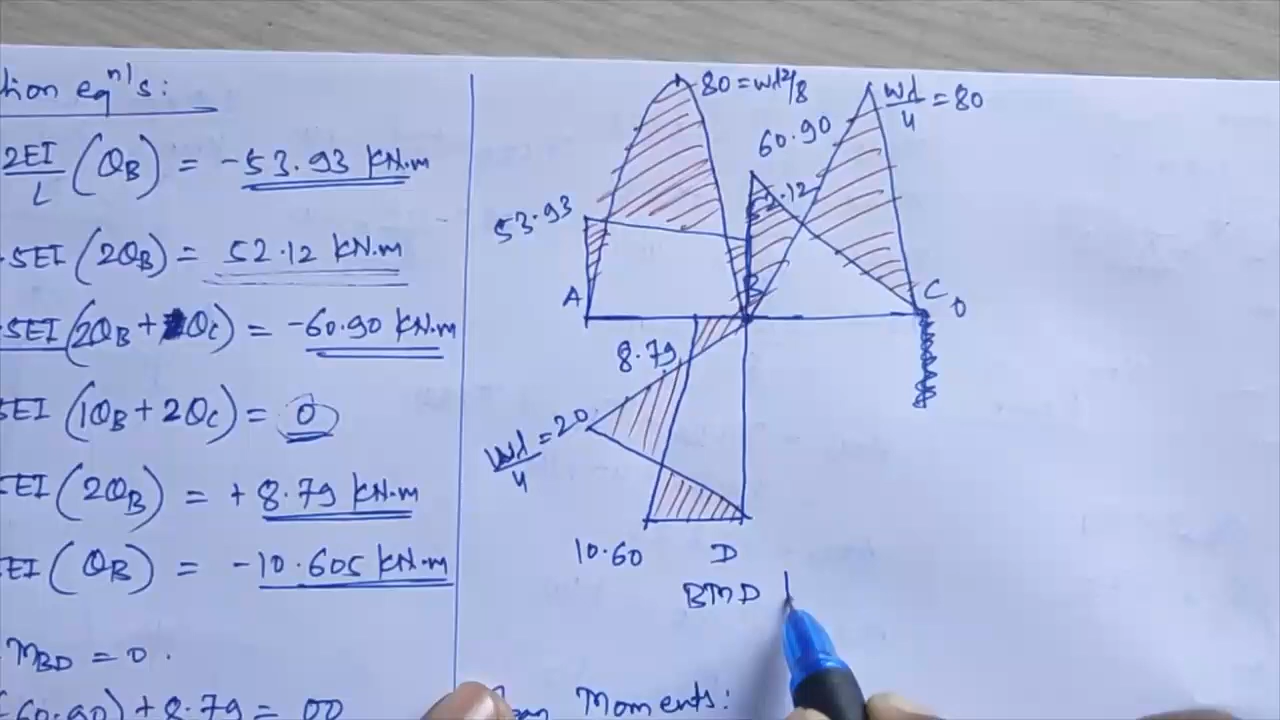 tion eqⁿ's:
2EI/L (θB) = -53.93 KN.m
.5EI (2θB) = 52.12 KN.m
.5EI (2θB + θC) = -60.90 KN.m
EI (1θB + 2θC) = 0
EI (2θB) = +8.79 KN.m
EI (θB) = -10.605 KN.m
MBD = 0.
60.90) + 8.79 = 00
80 = wl²/8
wl/4 = 80
60.90
52.12
53.93
A
B
C
0
8.79
wl/4 = 20
10.60
D
BMD
Moments: